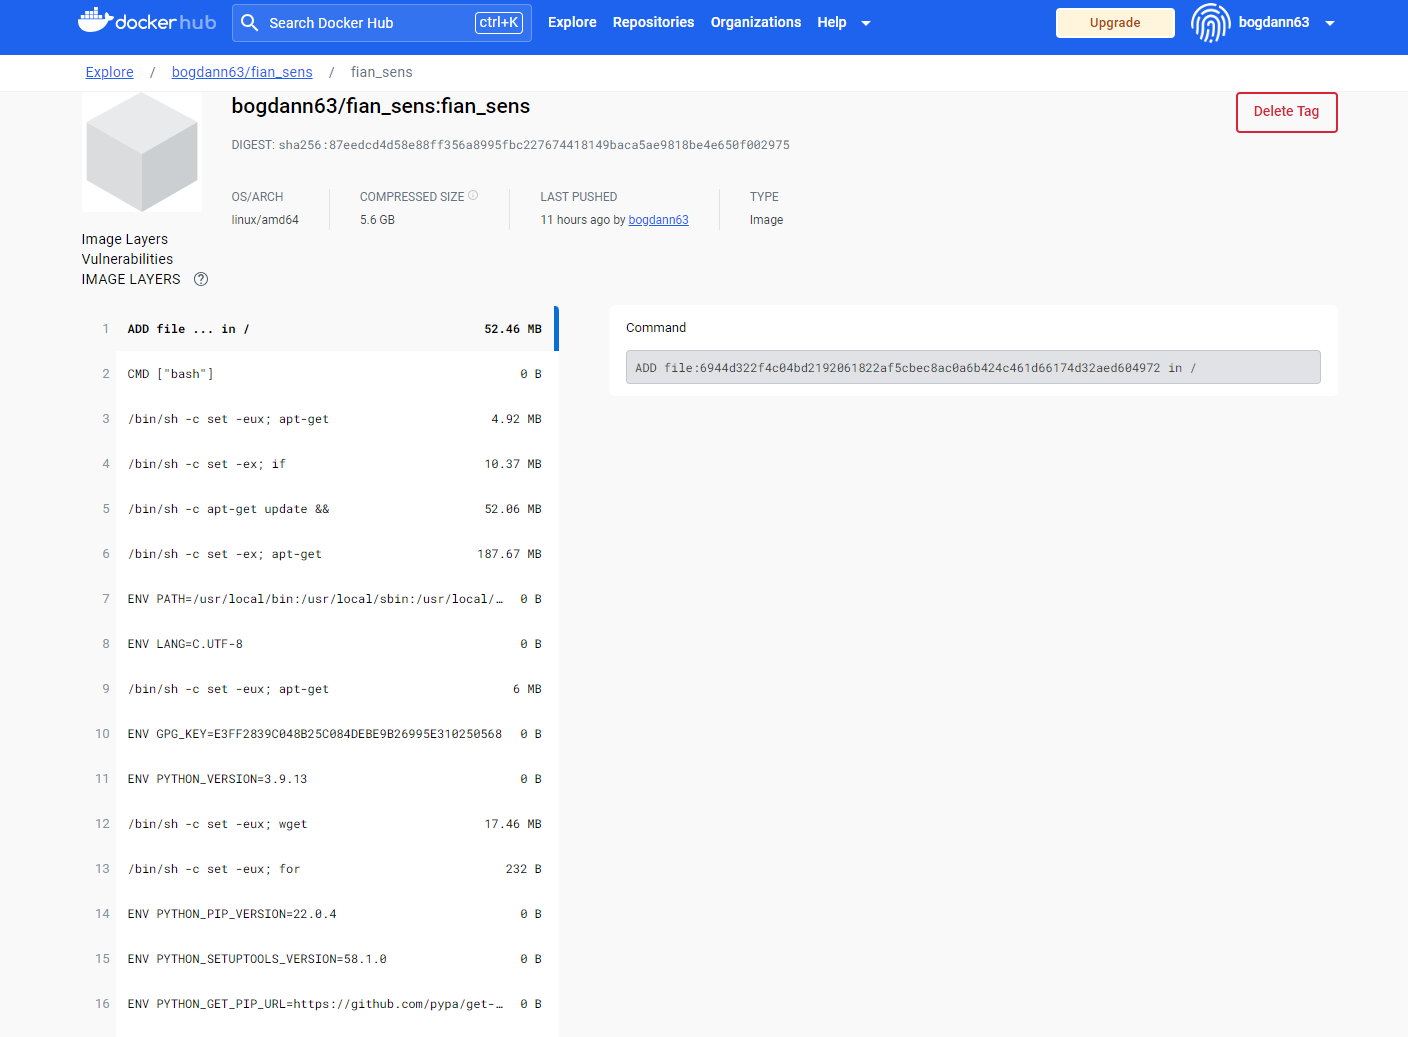 docker hub Search Docker Hub ctrl+K Explore Repositories Organizations Help Upgrade bogdann63
Explore / bogdann63/fian_sens / fian_sens
bogdann63/fian_sens:fian_sens Delete Tag
DIGEST: sha256:87eedcd4d58e88ff356a8995fbc227674418149baca5ae9818be4e650f002975
OS/ARCH COMPRESSED SIZE LAST PUSHED TYPE
linux/amd64 5.6 GB 11 hours ago by bogdann63 Image
Image Layers
Vulnerabilities
IMAGE LAYERS ?
1 ADD file ... in / 52.46 MB
2 CMD ["bash"] 0 B
3 /bin/sh -c set -eux; apt-get 4.92 MB
4 /bin/sh -c set -ex; if 10.37 MB
5 /bin/sh -c apt-get update && 52.06 MB
6 /bin/sh -c set -ex; apt-get 187.67 MB
7 ENV PATH=/usr/local/bin:/usr/local/sbin:/usr/local/… 0 B
8 ENV LANG=C.UTF-8 0 B
9 /bin/sh -c set -eux; apt-get 6 MB
10 ENV GPG_KEY=E3FF2839C048B25C084DEBE9B26995E310250568 0 B
11 ENV PYTHON_VERSION=3.9.13 0 B
12 /bin/sh -c set -eux; wget 17.46 MB
13 /bin/sh -c set -eux; for 232 B
14 ENV PYTHON_PIP_VERSION=22.0.4 0 B
15 ENV PYTHON_SETUPTOOLS_VERSION=58.1.0 0 B
16 ENV PYTHON_GET_PIP_URL=https://github.com/pypa/get-… 0 B
Command
ADD file:6944d322f4c04bd2192061822af5cbec8ac0a6b424c461d66174d32aed604972 in /